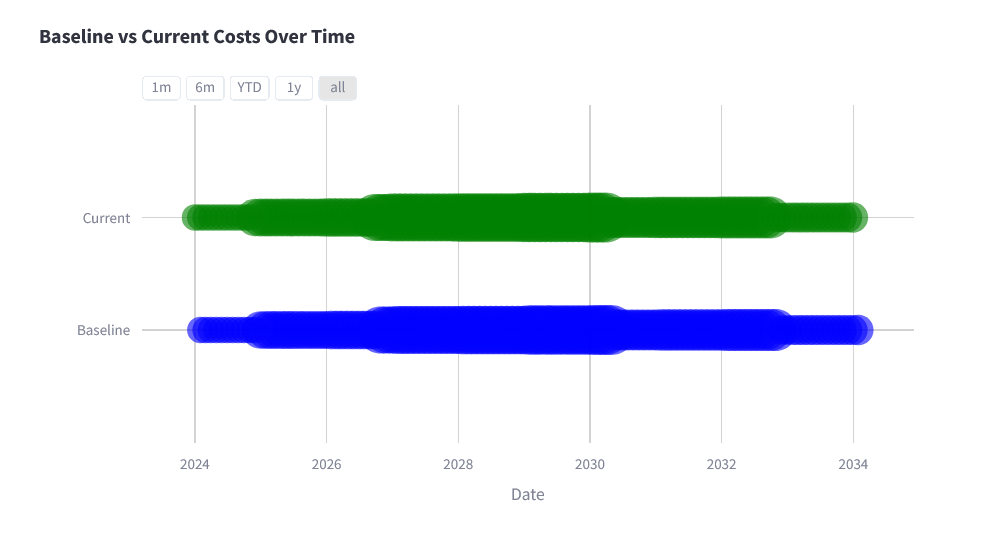 Baseline vs Current Costs Over Time
1m 6m YTD 1y all
Current
Baseline
2024 2026 2028 2030 2032 2034
Date